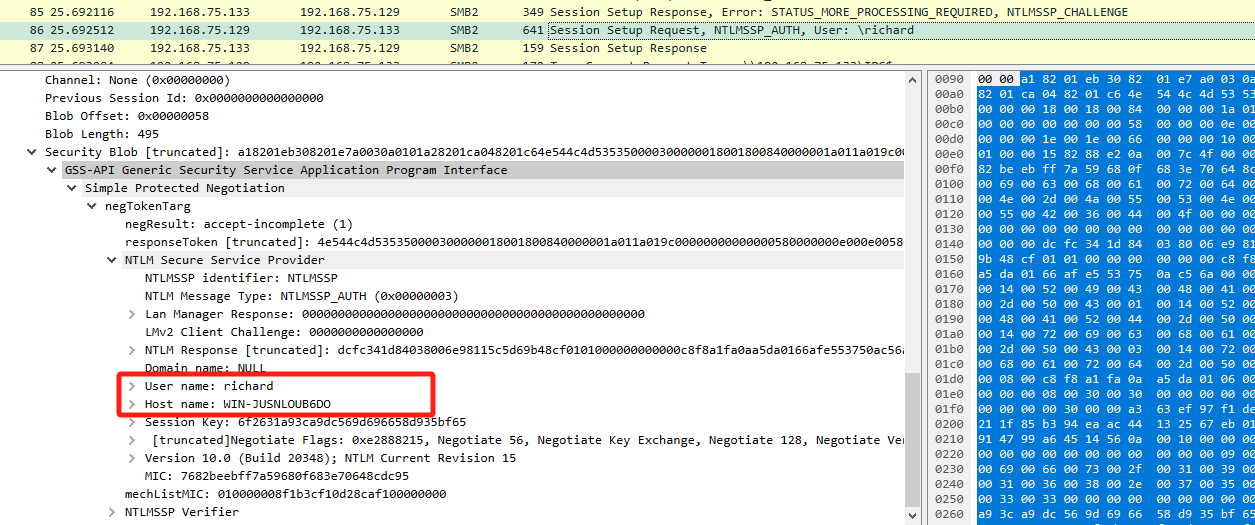 85 25.692116 192.168.75.133 192.168.75.129 SMB2 349 Session Setup Response, Error: STATUS_MORE_PROCESSING_REQUIRED, NTLMSSP_CHALLENGE
86 25.692512 192.168.75.129 192.168.75.133 SMB2 641 Session Setup Request, NTLMSSP_AUTH, User: \richard
87 25.693140 192.168.75.133 192.168.75.129 SMB2 159 Session Setup Response
Channel: None (0x00000000)
Previous Session Id: 0x0000000000000000
Blob Offset: 0x00000058
Blob Length: 495
Security Blob [truncated]: a18201eb308201e7a0030a0101a28201ca048201c64e544c4d53535000030000001800180084000000​1a011a019c00
GSS-API Generic Security Service Application Program Interface
Simple Protected Negotiation
negTokenTarg
negResult: accept-incomplete (1)
responseToken [truncated]: 4e544c4d535350000300000018001800840000001a011a019c000000000000005800​00000e000e0058
NTLM Secure Service Provider
NTLMSSP identifier: NTLMSSP
NTLM Message Type: NTLMSSP_AUTH (0x00000003)
Lan Manager Response: 000000000000000000000000000000000000000000000000
LMv2 Client Challenge: 0000000000000000
NTLM Response [truncated]: dcfc341d84038006e98115c5d69b48cf0101000000000000c8f8a1fa0aa5da0166afe553750ac56a
Domain name: NULL
User name: richard
Host name: WIN-JUSNLOUB6DO
Session Key: 6f2631a93ca9dc569d696658d935bf65
[truncated]Negotiate Flags: 0xe2888215, Negotiate 56, Negotiate Key Exchange, Negotiate 128, Negotiate Ver
Version 10.0 (Build 20348); NTLM Current Revision 15
MIC: 7682beebff7a59680f683e70648cdc95
mechListMIC: 010000008f1b3cf10d28caf100000000
NTLMSSP Verifier
0090 00 00 a1 82 01 eb 30 82 01 e7 a0 03 0a
00a0 82 01 ca 04 82 01 c6 4e 54 4c 4d 53 53
00b0 00 00 00 18 00 18 00 84 00 00 00 1a 01
00c0 00 00 00 00 00 00 00 58 00 00 00 0e 00
00d0 00 00 1e 00 1e 00 66 00 00 00 10 00
00e0 01 00 00 15 82 88 e2 0a 00 7c 4f 00 00
00f0 82 be eb ff 7a 59 68 0f 68 3e 70 64 8c
0100 00 69 00 63 00 68 00 61 00 72 00 64 00
0110 00 4e 00 2d 00 4a 00 55 00 53 00 4e 00
0120 00 55 00 42 00 36 00 44 00 4f 00 00 00
0130 00 00 00 00 00 00 00 00 00 00 00 00 00
0140 00 00 00 dc fc 34 1d 84 03 80 06 e9 81
0150 9b 48 cf 01 01 00 00 00 00 00 00 c8 f8
0160 a5 da 01 66 af e5 53 75 0a c5 6a 00 00
0170 00 14 00 52 00 49 00 43 00 48 00 41 00
0180 00 2d 00 50 00 43 00 01 00 14 00 52 00
0190 00 48 00 41 00 52 00 44 00 2d 00 50 00
01a0 00 14 00 72 00 69 00 63 00 68 00 61 00
01b0 00 2d 00 50 00 43 00 03 00 14 00 72 00
01c0 00 68 00 61 00 72 00 64 00 2d 00 50 00
01d0 00 08 00 c8 f8 a1 fa 0a a5 da 01 06 00
01e0 00 08 00 30 00 30 00 00 00 00 00 00 00
01f0 00 00 00 30 00 00 a3 63 ef 97 f1 de
0200 21 1f 85 b3 94 ea ac 44 13 25 67 eb 01
0210 91 47 99 a6 45 14 56 0a 00 10 00 00 00
0220 00 00 00 00 00 00 00 00 00 00 00 09 00
0230 00 69 00 66 00 73 00 2f 00 31 00 39 00
0240 00 31 00 36 00 38 00 2e 00 37 00 35 00
0250 00 33 00 33 00 00 00 00 00 00 00 00 00
0260 a9 3c a9 dc 56 9d 69 66 58 d9 35 bf 65